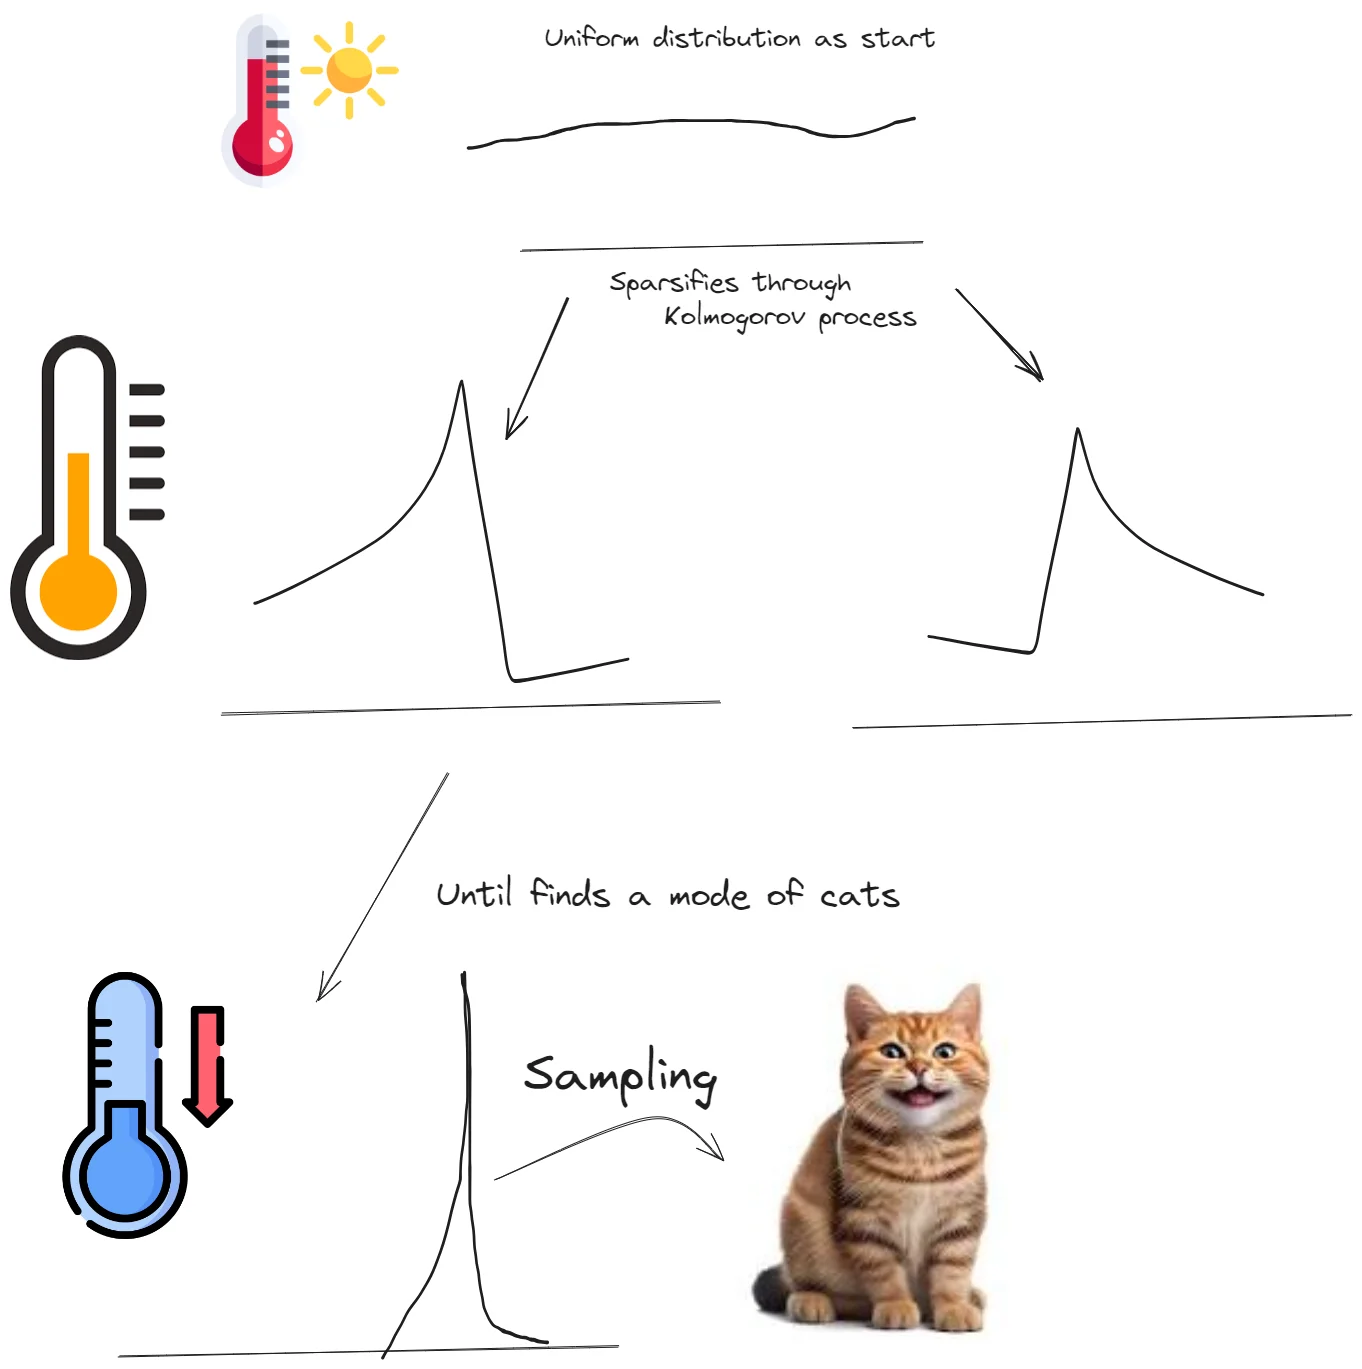 Uniform distribution as start
Sparsifies through
Kolmogorov process
Until finds a mode of cats
Sampling